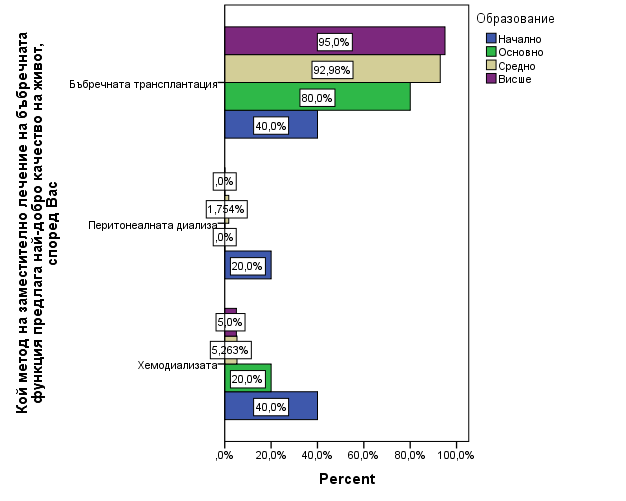 Образование
Начално
Основно
Средно
Висше
Кой метод на заместително лечение на бъбречната
функция предлага най-добро качество на живот,
според Вас
Бъбречната трансплантация
95,0%
92,98%
80,0%
40,0%
Перитонеалната диализа
,0%
1,754%
,0%
20,0%
Хемодиализата
5,0%
5,263%
20,0%
40,0%
,0% 20,0% 40,0% 60,0% 80,0% 100,0%
Percent